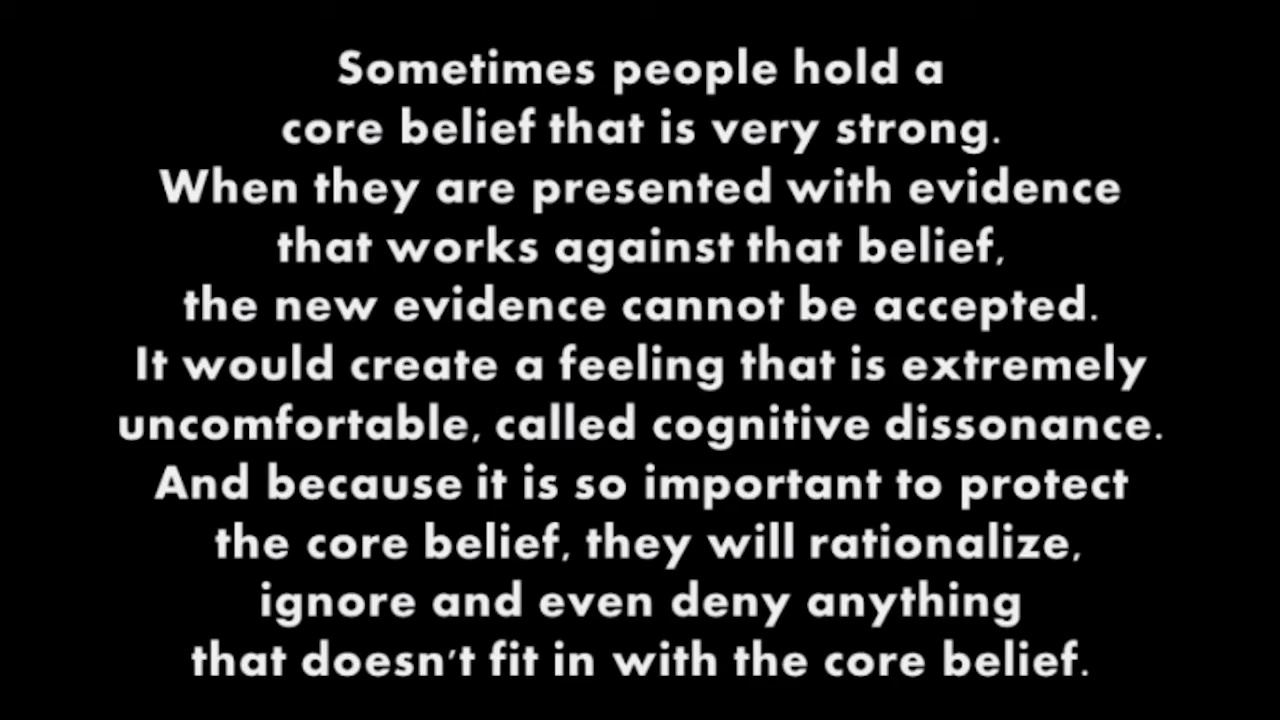 Sometimes people hold a
core belief that is very strong.
When they are presented with evidence
that works against that belief,
the new evidence cannot be accepted.
It would create a feeling that is extremely
uncomfortable, called cognitive dissonance.
And because it is so important to protect
the core belief, they will rationalize,
ignore and even deny anything
that doesn't fit in with the core belief.